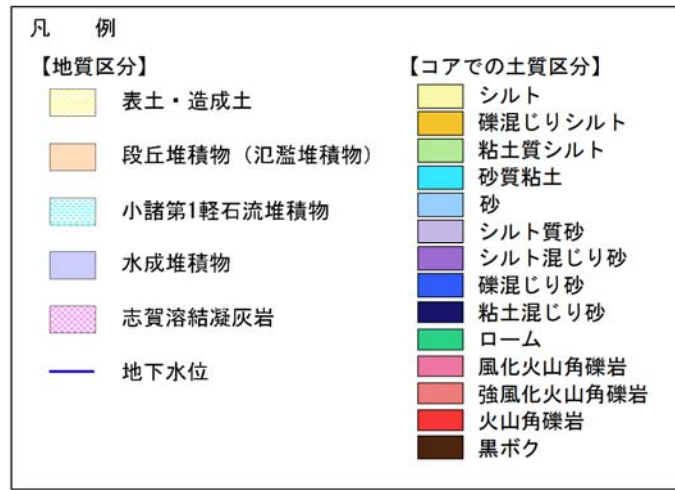 凡　例
【地質区分】
表土・造成土
段丘堆積物（氾濫堆積物）
小諸第1軽石流堆積物
水成堆積物
志賀溶結凝灰岩
地下水位
【コアでの土質区分】
シルト
礫混じりシルト
粘土質シルト
砂質粘土
砂
シルト質砂
シルト混じり砂
礫混じり砂
粘土混じり砂
ローム
風化火山角礫岩
強風化火山角礫岩
火山角礫岩
黒ボク